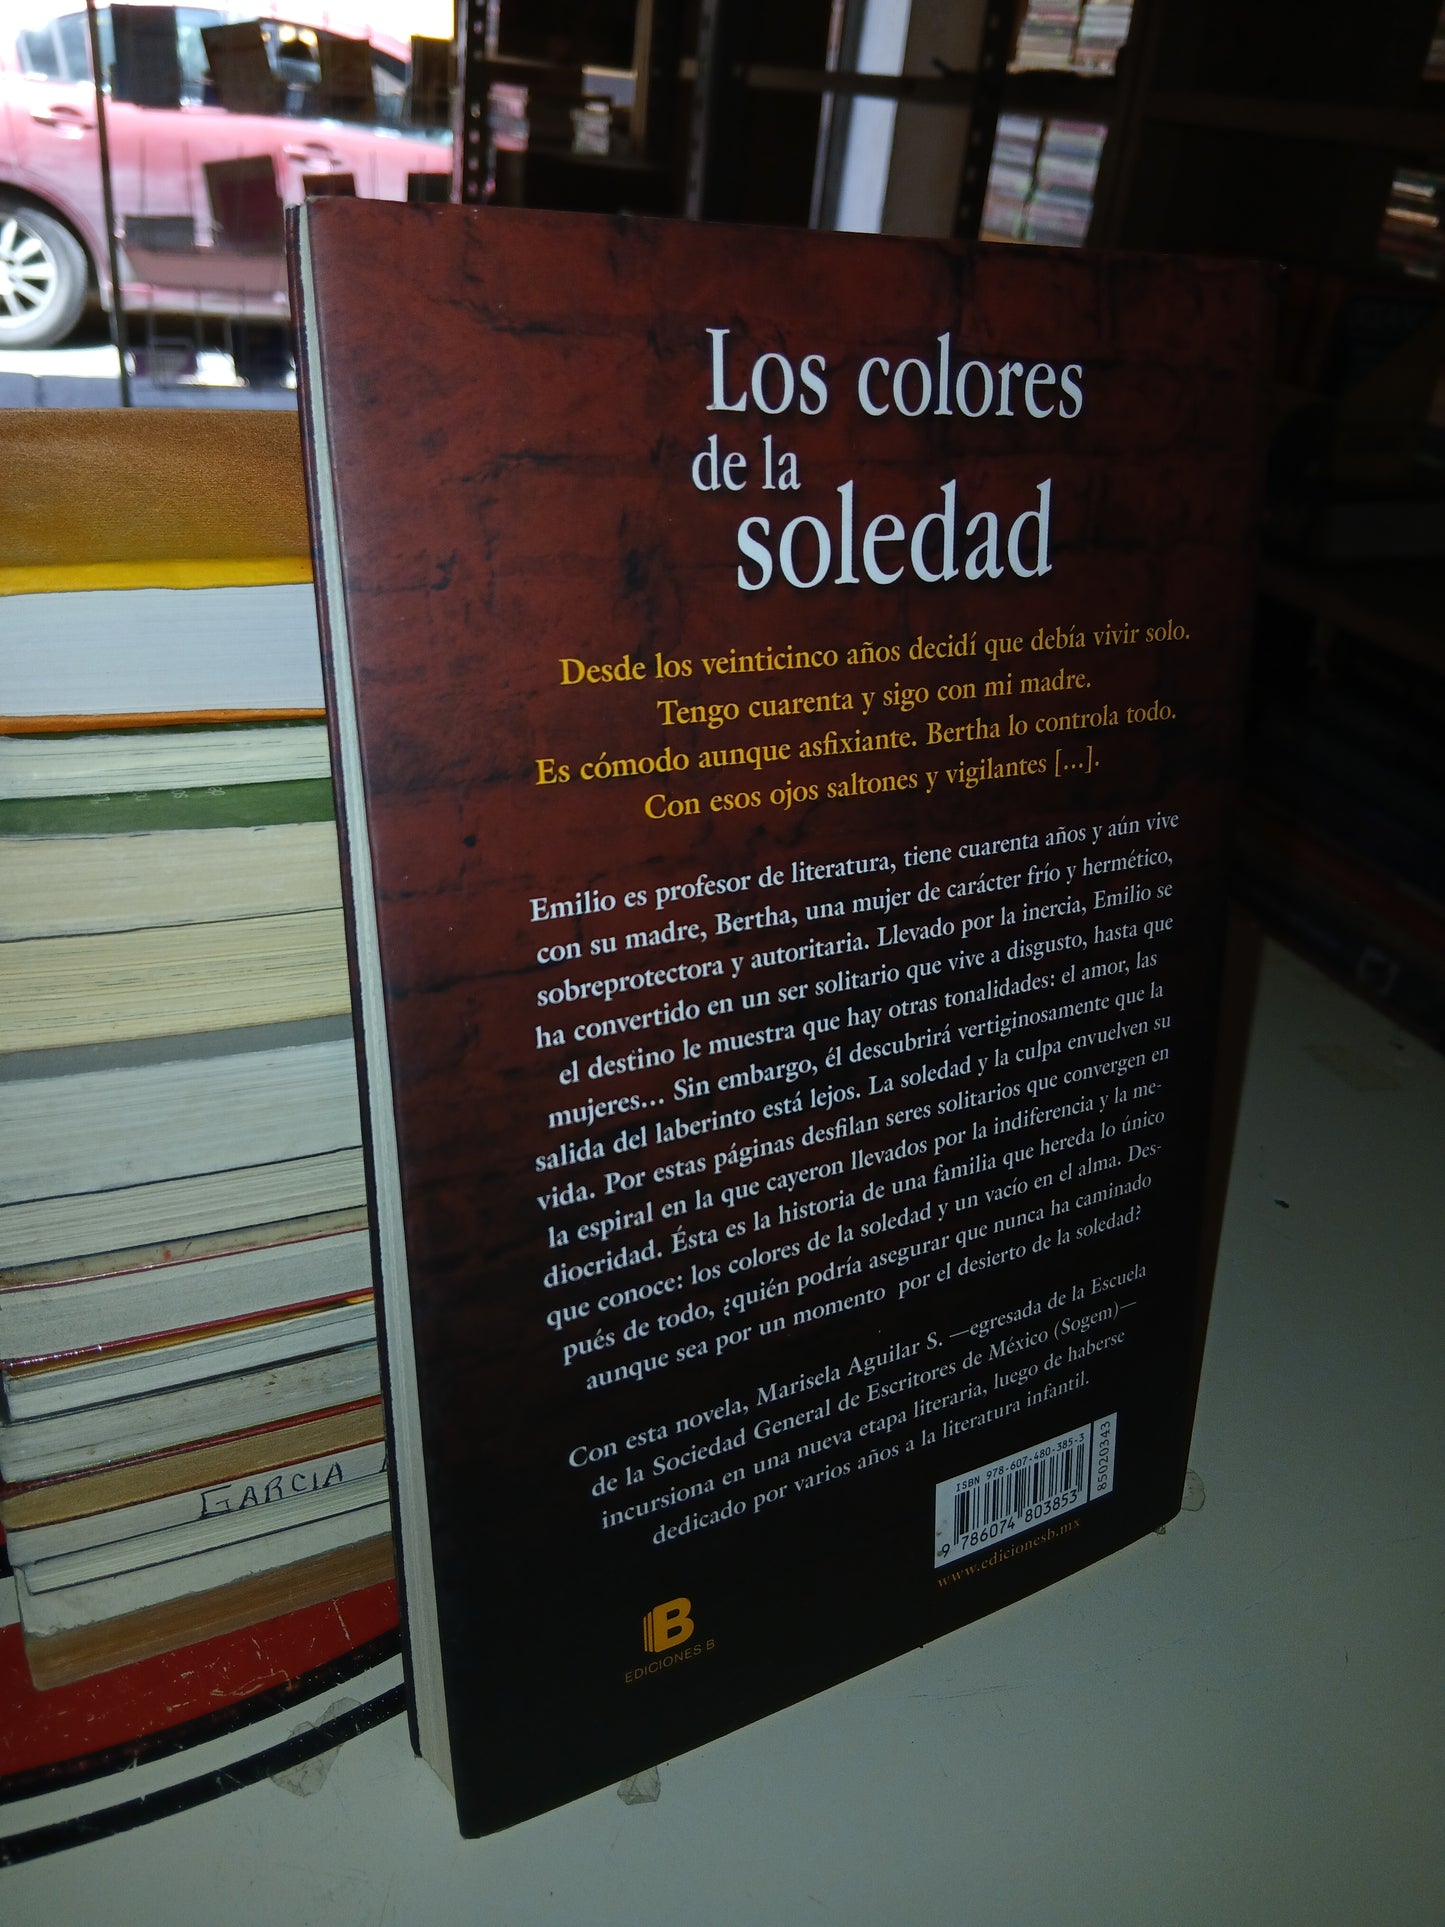 Los colores
de la
soledad
Desde los veinticinco años decidí que debía vivir solo.
Tengo cuarenta y sigo con mi madre.
Es cómodo aunque asfixiante. Bertha lo controla todo.
Con esos ojos saltones y vigilantes [...].
Emilio es profesor de literatura, tiene cuarenta años y aún vive
con su madre, Bertha, una mujer de carácter frío y hermético,
sobreprotectora y autoritaria. Llevado por la inercia, Emilio se
ha convertido en un ser solitario que vive a disgusto, hasta que
el destino le muestra que hay otras tonalidades: el amor, las
mujeres... Sin embargo, él descubrirá vertiginosamente que la
salida del laberinto está lejos. La soledad y la culpa envuelven su
vida. Por estas páginas desfilan seres solitarios que convergen en
la espiral en la que cayeron llevados por la indiferencia y la me-
diocridad. Ésta es la historia de una familia que hereda lo único
que conoce: los colores de la soledad y un vacío en el alma. Des-
pués de todo, ¿quién podría asegurar que nunca ha caminado
aunque sea por un momento por el desierto de la soledad?
Con esta novela, Marisela Aguilar S. —egresada de la Escuela
de la Sociedad General de Escritores de México (Sogem)—
incursiona en una nueva etapa literaria, luego de haberse
dedicado por varios años a la literatura infantil.
ISBN 978-607-480-385-3
9 786074 803853
85020343
www.edicionesb.mx
B
EDICIONES B
GARCIA